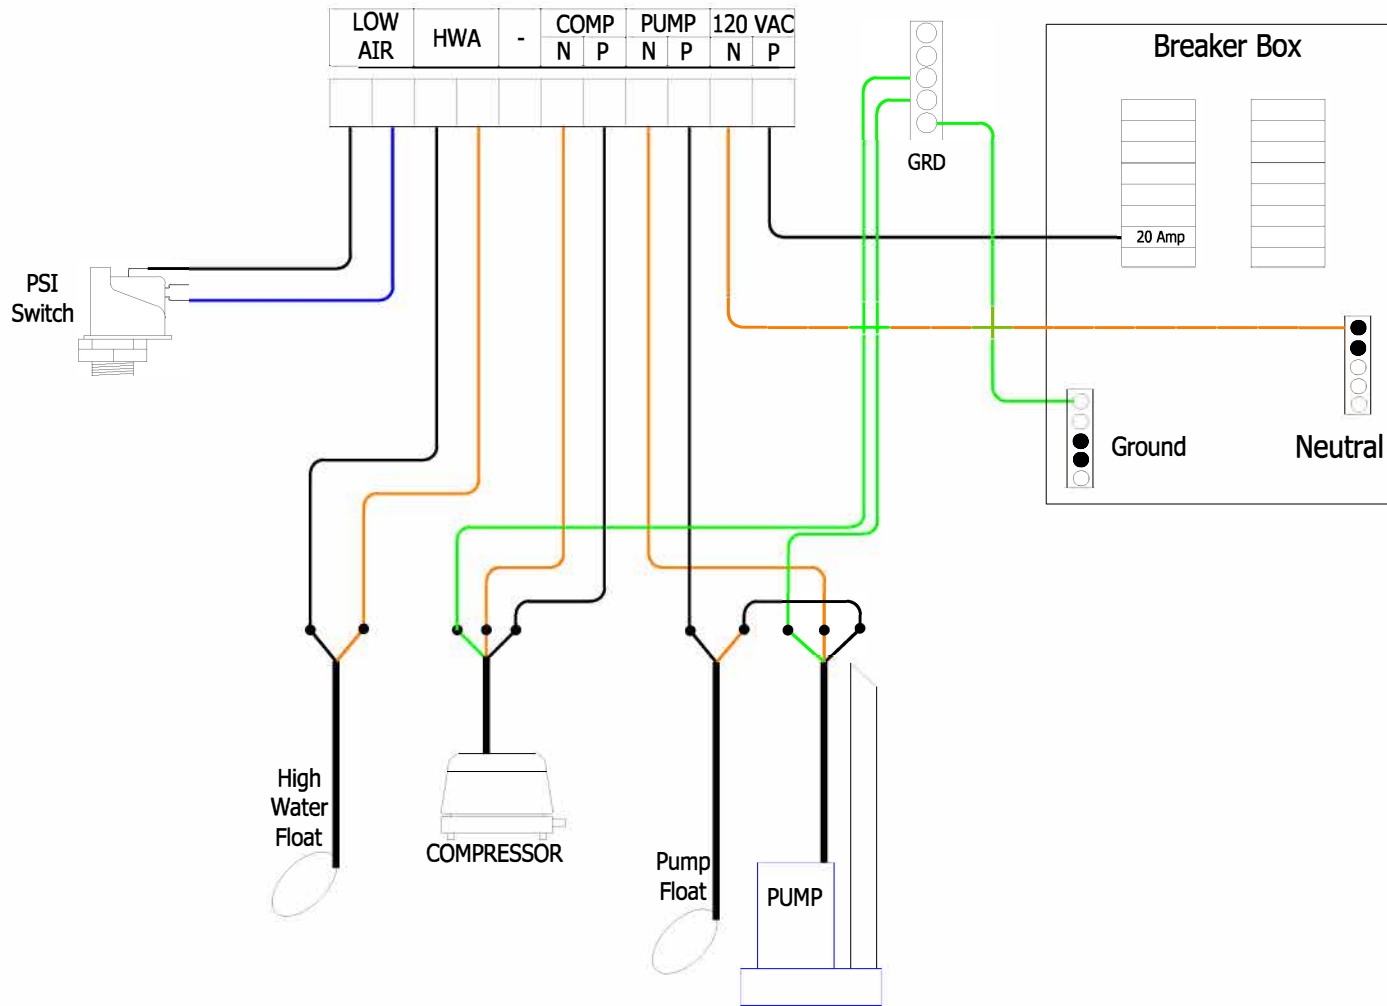 LOW
AIR
HWA
-
COMP
N P
PUMP
N P
120 VAC
N P
GRD
Breaker Box
20 Amp
PSI
Switch
Ground
Neutral
High
Water
Float
COMPRESSOR
Pump
Float
PUMP